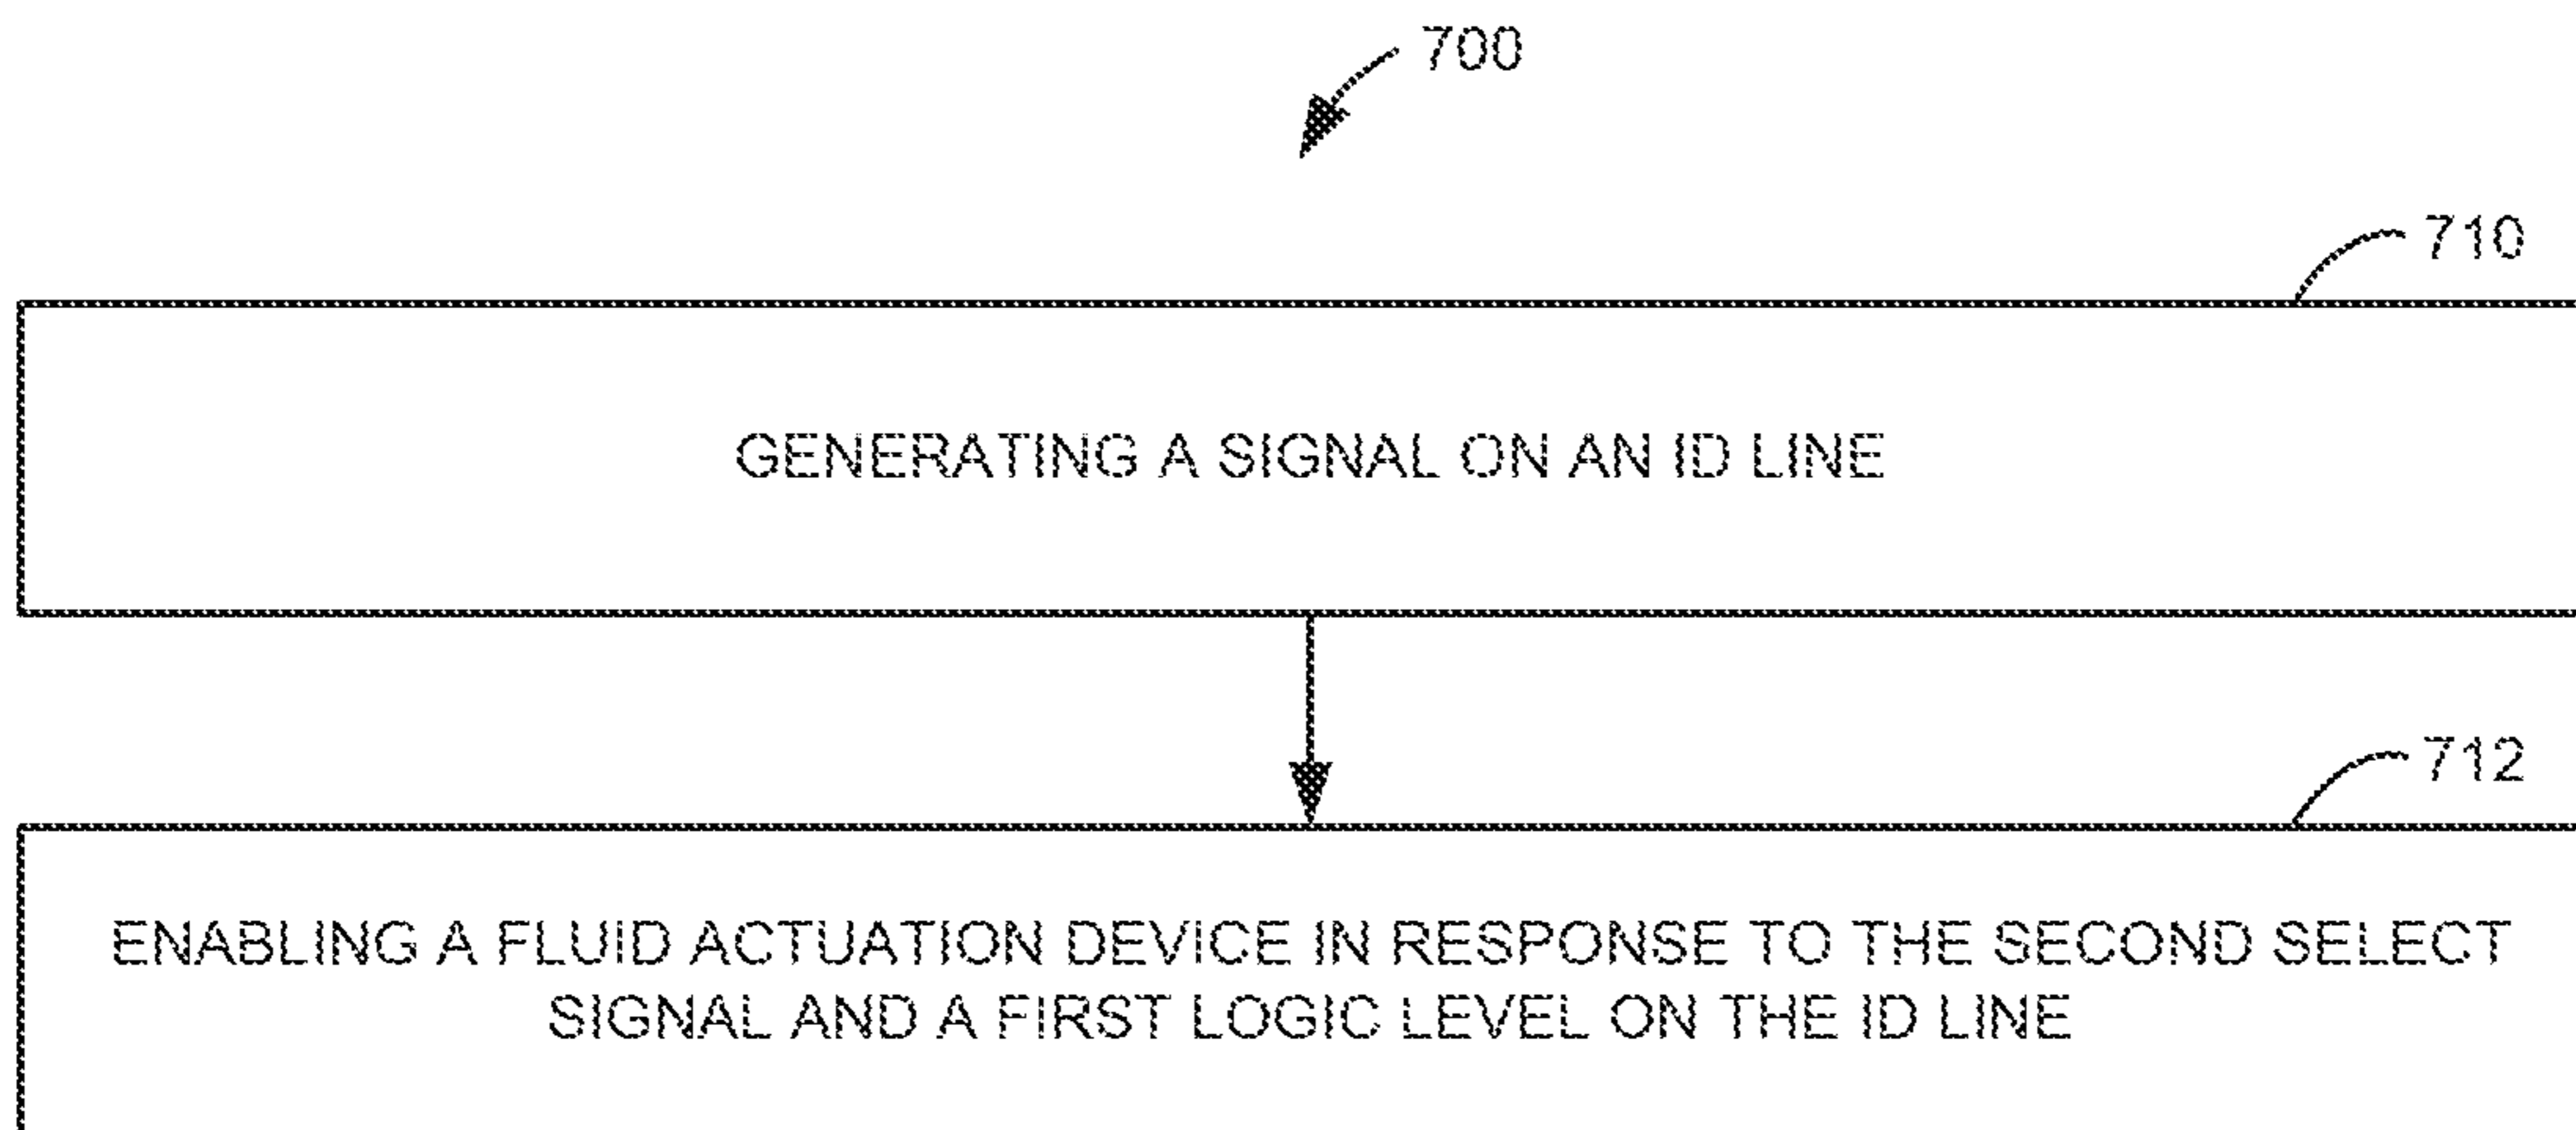 700
710
GENERATING A SIGNAL ON AN ID LINE
712
ENABLING A FLUID ACTUATION DEVICE IN RESPONSE TO THE SECOND SELECT
SIGNAL AND A FIRST LOGIC LEVEL ON THE ID LINE